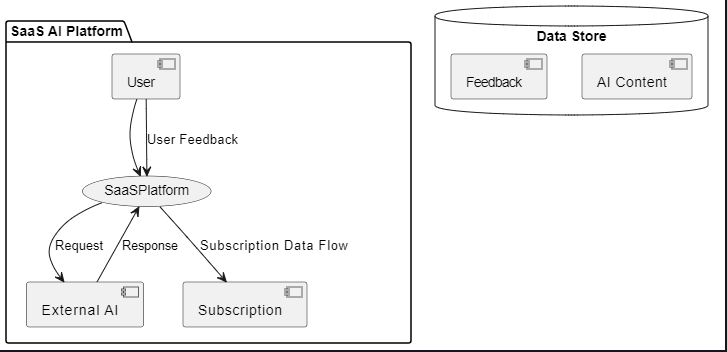 SaaS AI Platform
Data Store
User
Feedback
AI Content
User Feedback
SaaSPlatform
Request
Response
Subscription Data Flow
External AI
Subscription